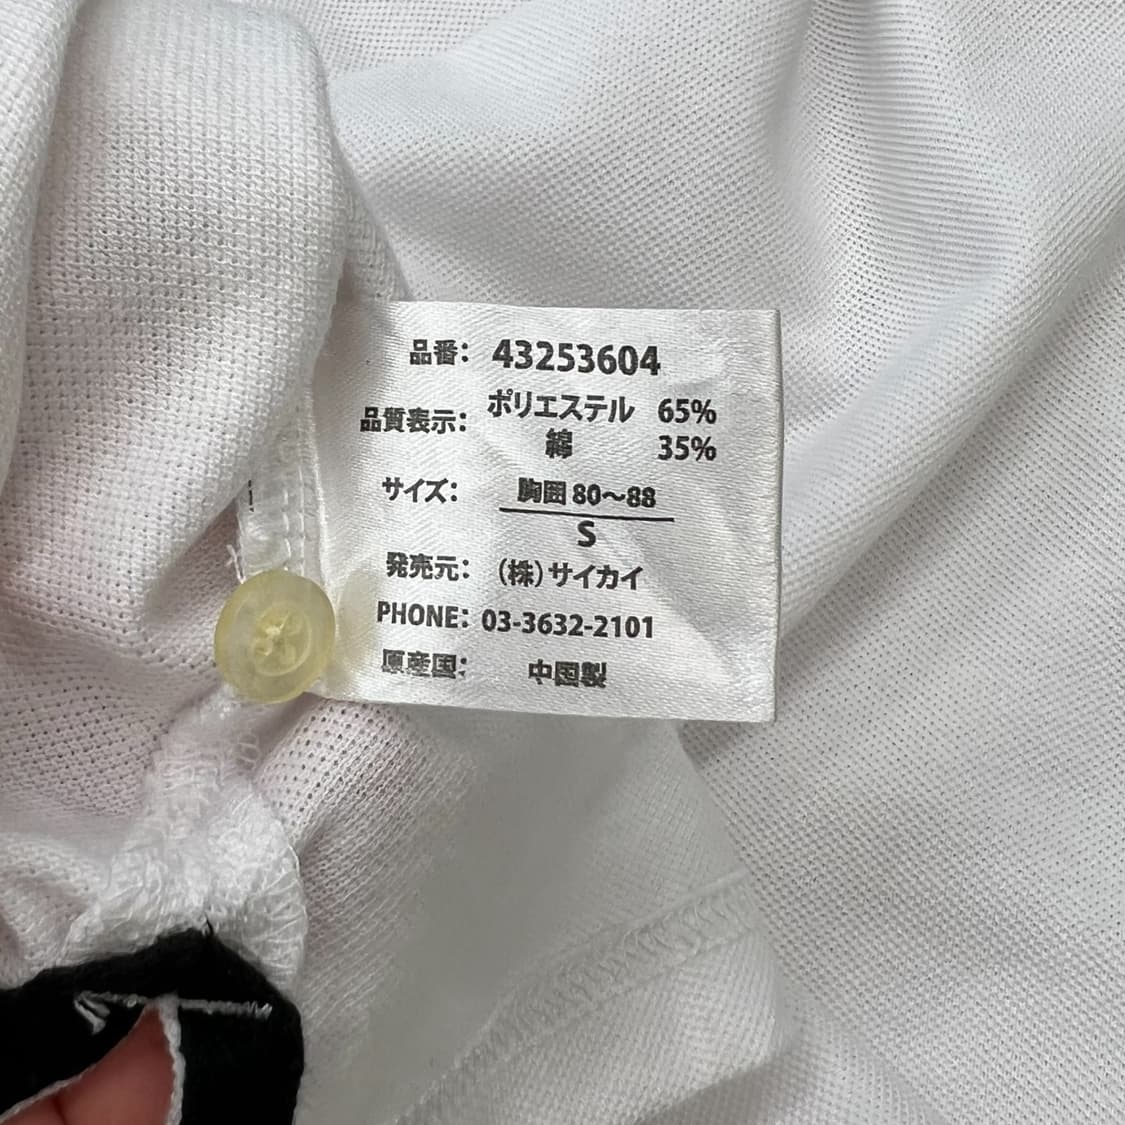 品番: 43253604
品質表示: ポリエステル 65%
綿 35%
サイズ: 胸囲 80〜88
S
発売元: (株)サイカイ
PHONE: 03-3632-2101
原産国: 中国製